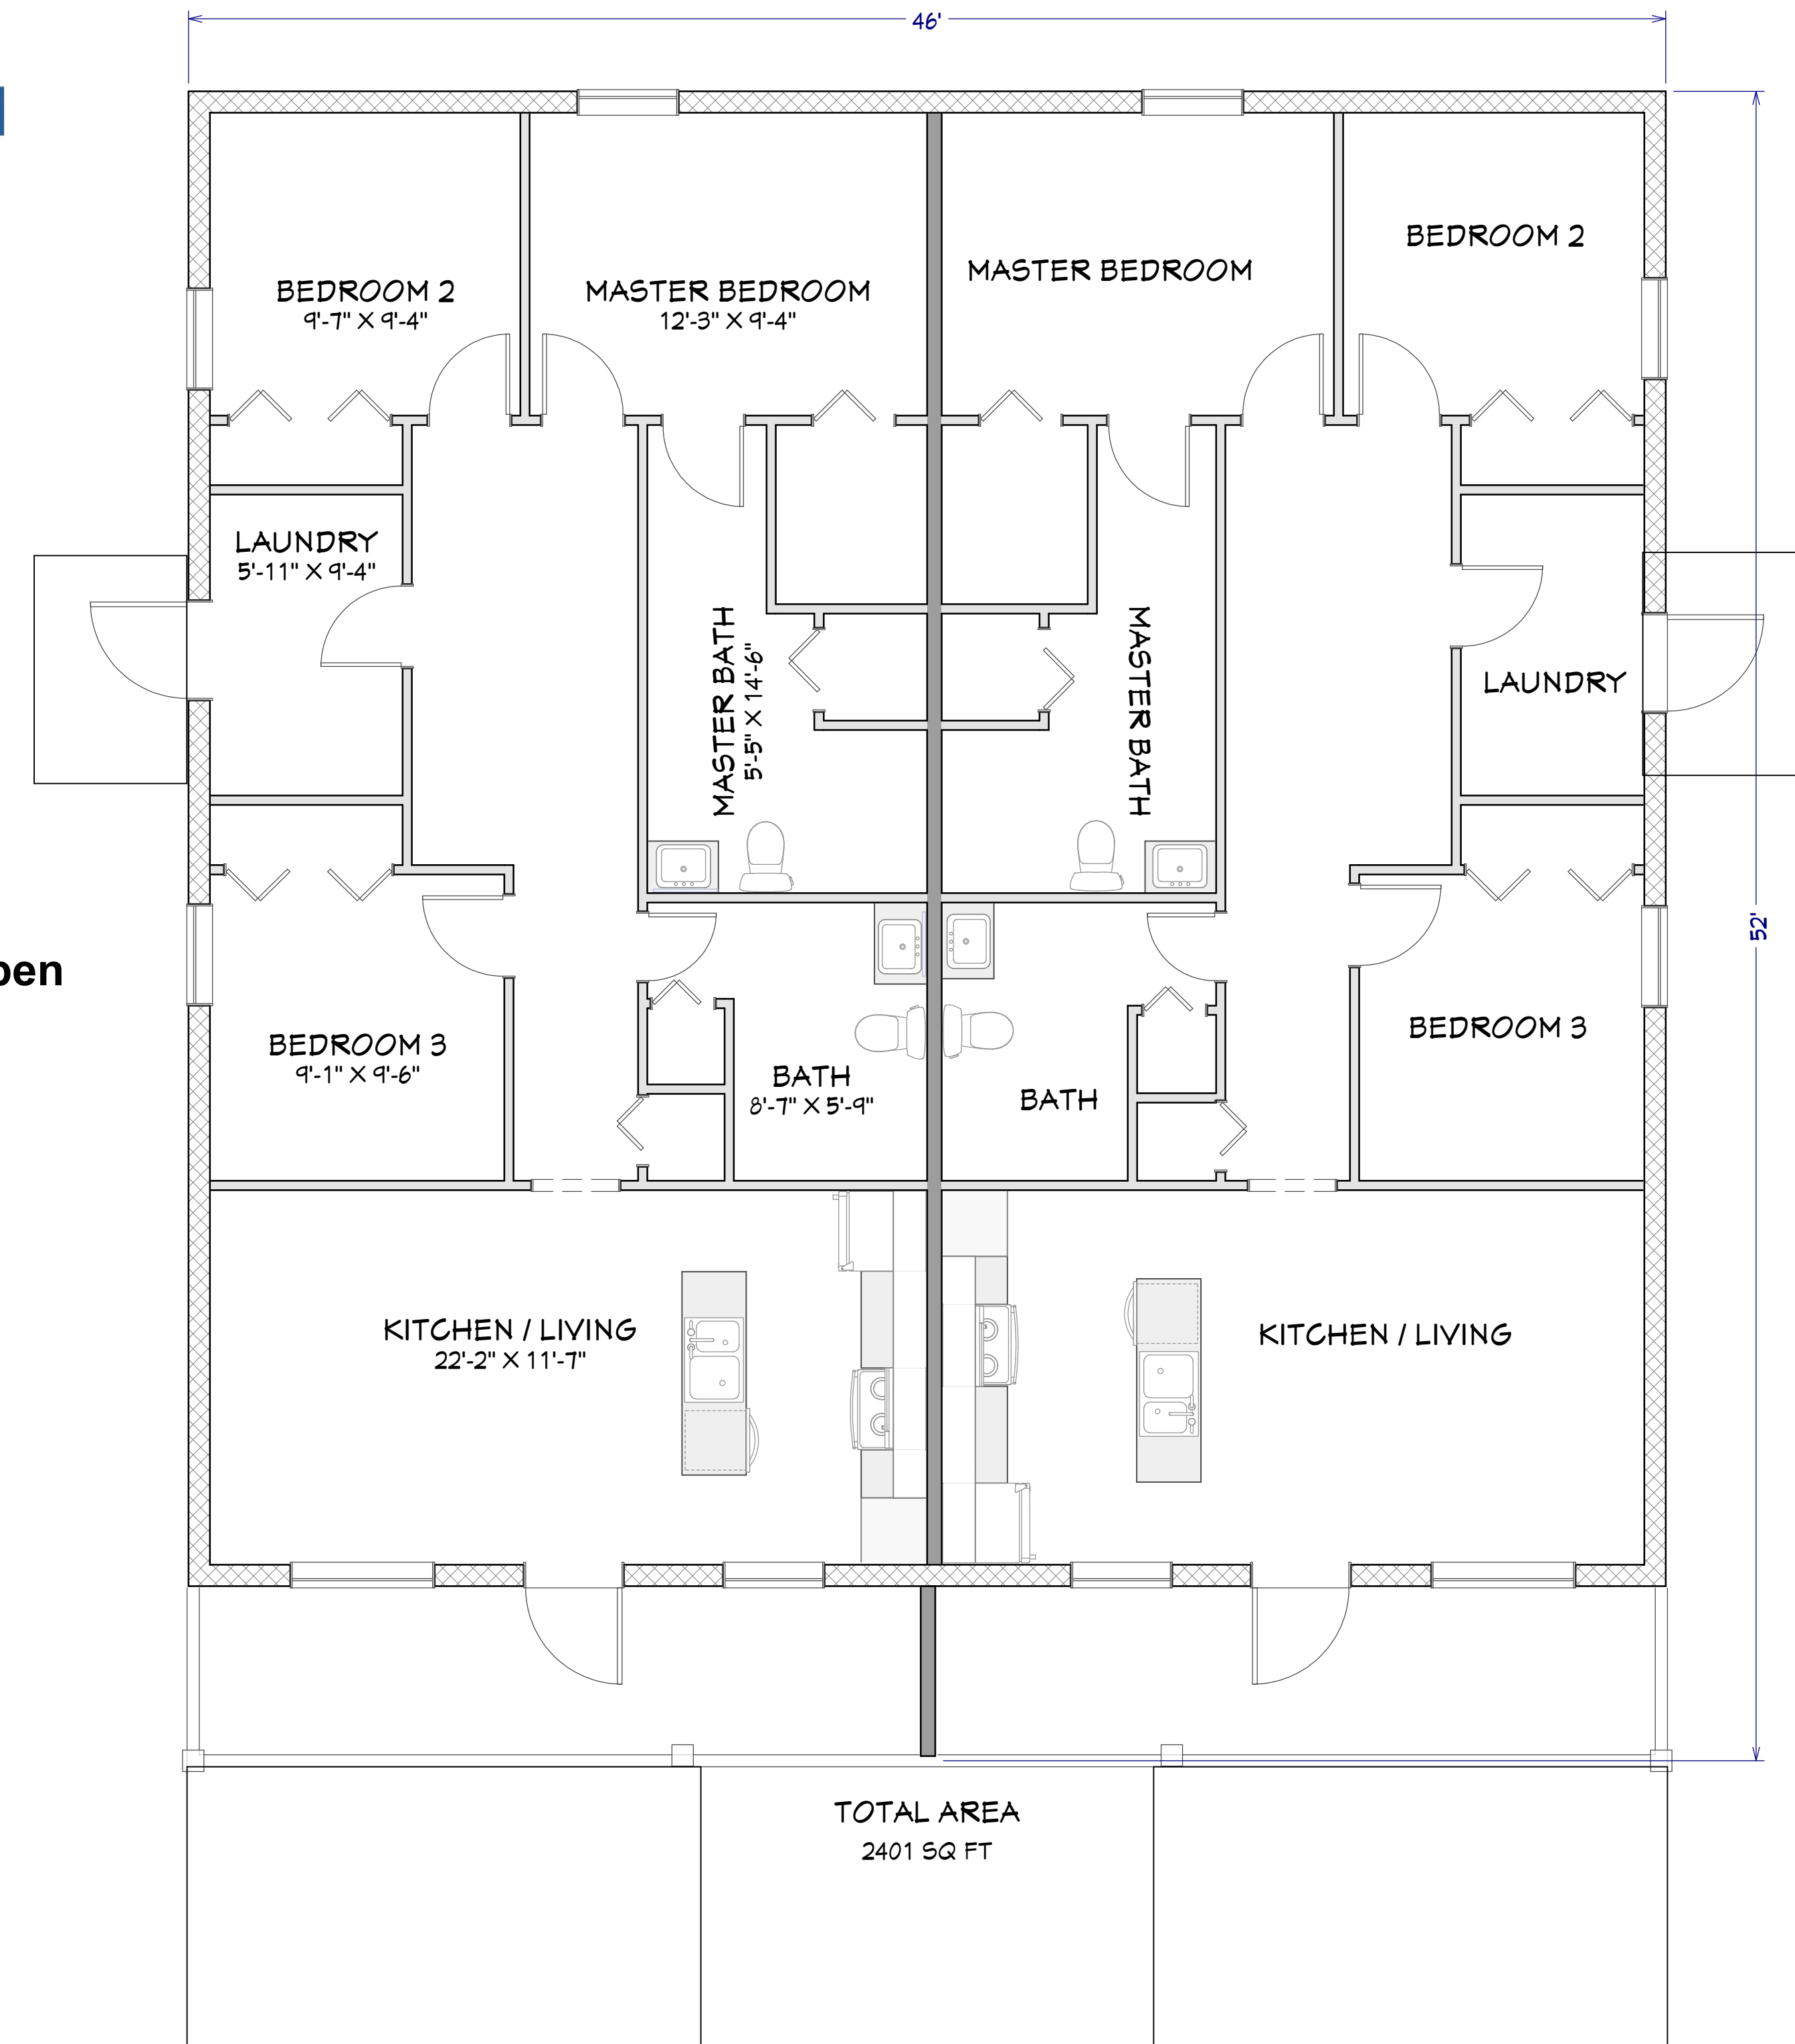 46'
BEDROOM 2
9'-7" X 9'-4"
MASTER BEDROOM
12'-3" X 9'-4"
MASTER BEDROOM
BEDROOM 2
LAUNDRY
5'-11" X 9'-4"
MASTER BATH
5'-5" X 14'-6"
MASTER BATH
LAUNDRY
52'
BEDROOM 3
9'-1" X 9'-6"
BATH
8'-7" X 5'-9"
BATH
BEDROOM 3
KITCHEN / LIVING
22'-2" X 11'-7"
KITCHEN / LIVING
TOTAL AREA
2401 SQ FT